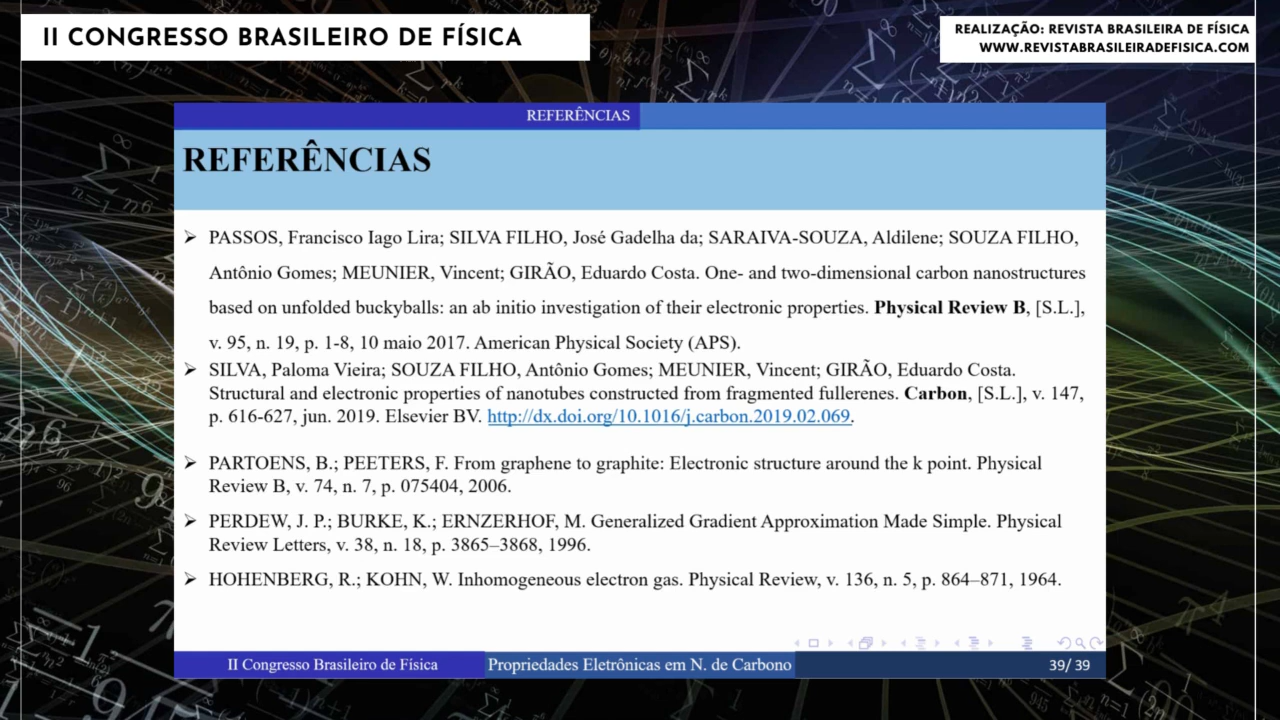 II CONGRESSO BRASILEIRO DE FÍSICA
REALIZAÇÃO: REVISTA BRASILEIRA DE FÍSICA
WWW.REVISTABRASILEIRADEFISICA.COM
REFERÊNCIAS
REFERÊNCIAS
➢ PASSOS, Francisco Iago Lira; SILVA FILHO, José Gadelha da; SARAIVA-SOUZA, Aldilene; SOUZA FILHO,
Antônio Gomes; MEUNIER, Vincent; GIRÃO, Eduardo Costa. One- and two-dimensional carbon nanostructures
based on unfolded buckyballs: an ab initio investigation of their electronic properties. Physical Review B, [S.L.],
v. 95, n. 19, p. 1-8, 10 maio 2017. American Physical Society (APS).
➢ SILVA, Paloma Vieira; SOUZA FILHO, Antônio Gomes; MEUNIER, Vincent; GIRÃO, Eduardo Costa.
Structural and electronic properties of nanotubes constructed from fragmented fullerenes. Carbon, [S.L.], v. 147,
p. 616-627, jun. 2019. Elsevier BV. http://dx.doi.org/10.1016/j.carbon.2019.02.069.
➢ PARTOENS, B.; PEETERS, F. From graphene to graphite: Electronic structure around the k point. Physical
Review B, v. 74, n. 7, p. 075404, 2006.
➢ PERDEW, J. P.; BURKE, K.; ERNZERHOF, M. Generalized Gradient Approximation Made Simple. Physical
Review Letters, v. 38, n. 18, p. 3865–3868, 1996.
➢ HOHENBERG, R.; KOHN, W. Inhomogeneous electron gas. Physical Review, v. 136, n. 5, p. 864–871, 1964.
II Congresso Brasileiro de Física
Propriedades Eletrônicas em N. de Carbono
39/ 39